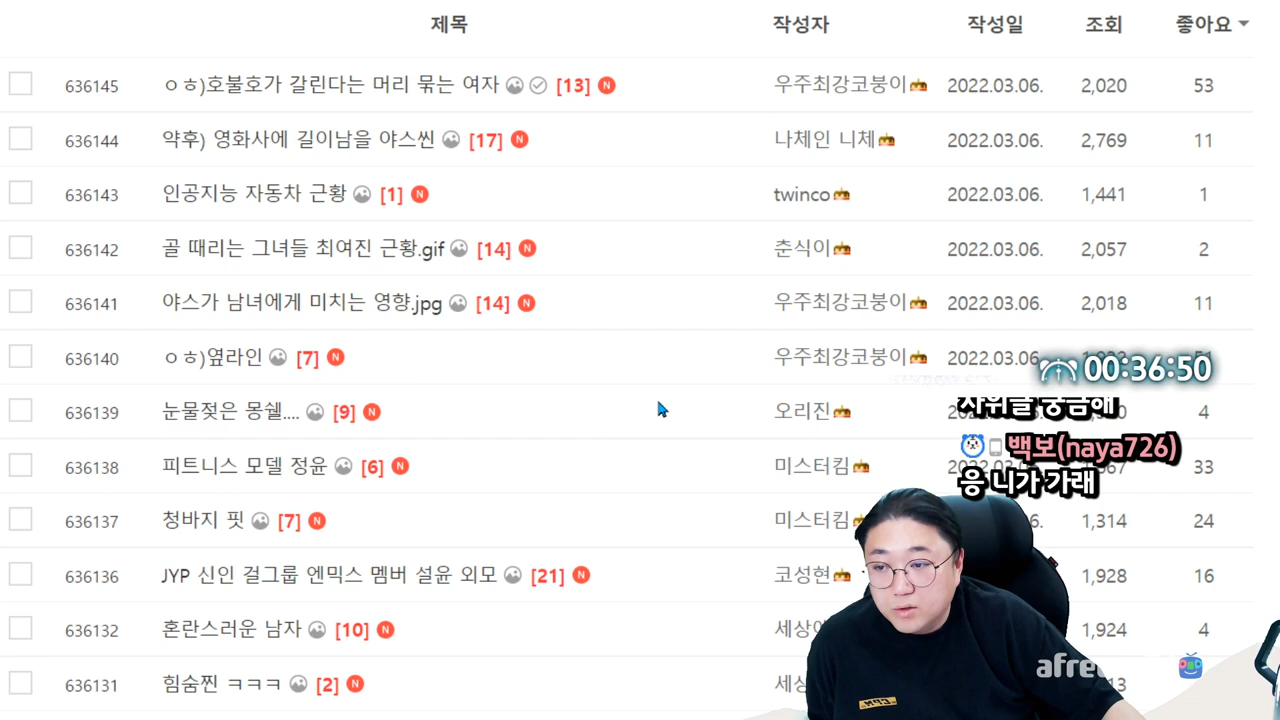 제목 작성자 작성일 조회 좋아요
636145 ㅇㅎ)호불호가 갈린다는 머리 묶는 여자 [13] N 우주최강코붕이 2022.03.06. 2,020 53
636144 약후) 영화사에 길이남을 야스씬 [17] N 나체인 니체 2022.03.06. 2,769 11
636143 인공지능 자동차 근황 [1] N twinco 2022.03.06. 1,441 1
636142 골 때리는 그녀들 최여진 근황.gif [14] N 춘식이 2022.03.06. 2,057 2
636141 야스가 남녀에게 미치는 영향.jpg [14] N 우주최강코붕이 2022.03.06. 2,018 11
636140 ㅇㅎ)옆라인 [7] N 우주최강코붕이 2022.03.06.
00:36:50
636139 눈물젖은 몽쉘.... [9] N 오리진 4
636138 피트니스 모델 정윤 [6] N 미스터킴 33
백보(naya726)
응 니가 가래
636137 청바지 핏 [7] N 미스터킴 1,314 24
636136 JYP 신인 걸그룹 엔믹스 멤버 설윤 외모 [21] N 코성현 1,928 16
636132 혼란스러운 남자 [10] N 1,924 4
636131 힘숨찐 ㅋㅋㅋ [2] N